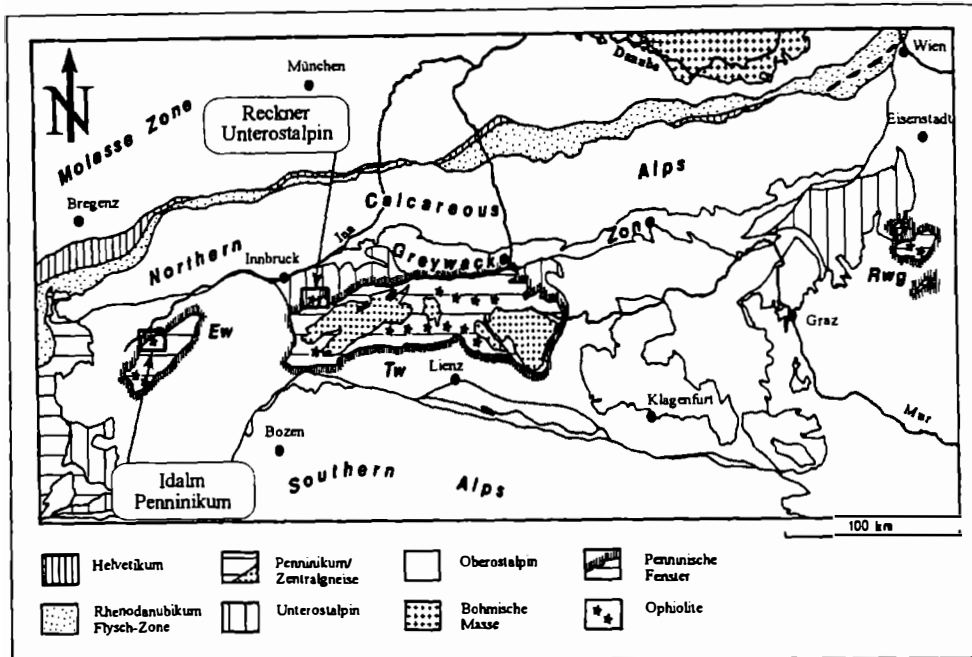 N
München
Donube
Wien
Reckner
Unterostalpin
Eisenstadt
Molasse Zone
Alps
Bregenz
Calcareous
Inn
Northern
Innbruck
Greywack
Zone
Rwg
Ew
Graz
Tw
Lienz
Klagenfurt
Mur
Bozen
Idalm
Penninikum
Southern Alps
100 km
Helvetikum
Penninikum/
Zentralgneise
Oberostalpin
Penninische
Fenster
Rhenodanubikum
Flysch-Zone
Unterostalpin
Bohmische
Masse
Ophiolite